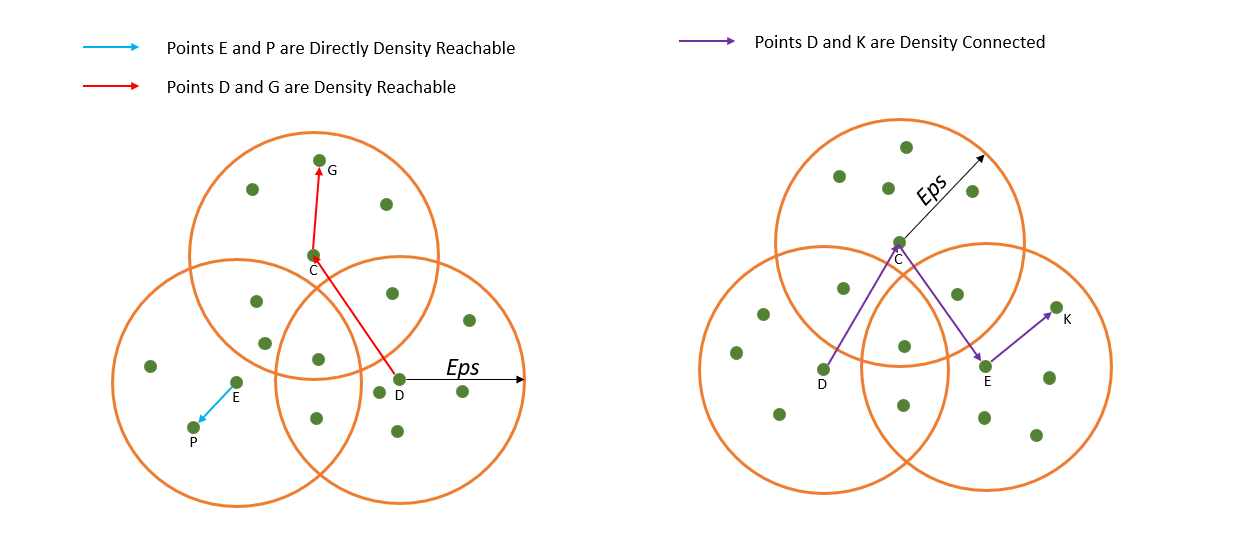 Points E and P are Directly Density Reachable
Points D and G are Density Reachable
Points D and K are Density Connected
G
C
Eps
D
E
P
Eps
C
K
D
E